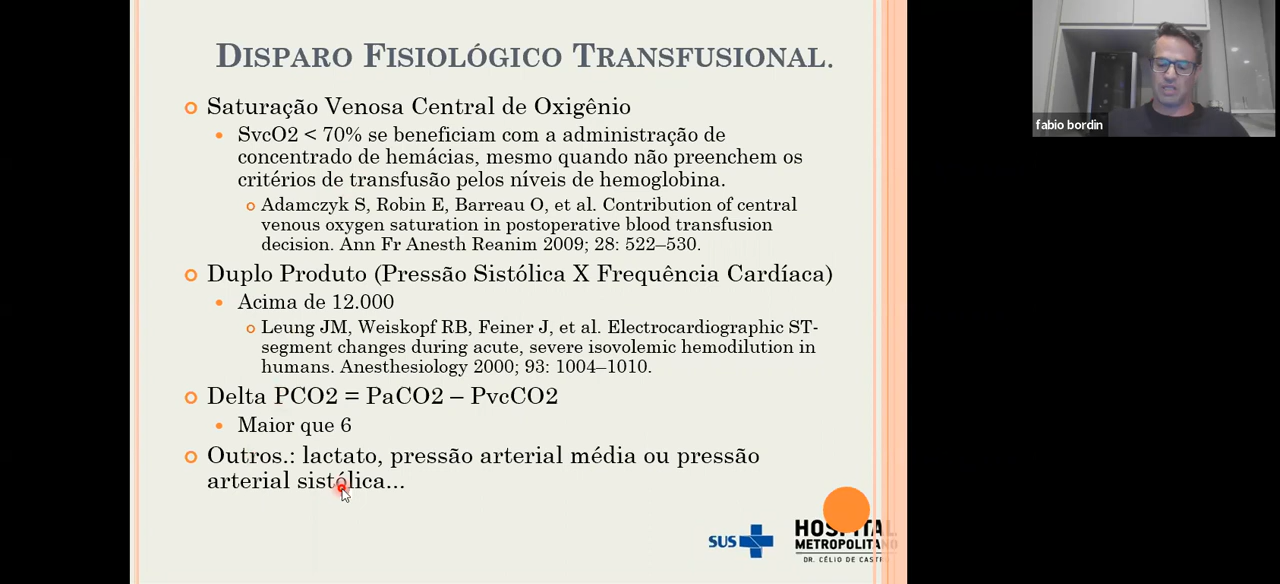 DISPARO FISIOLÓGICO TRANSFUSIONAL.
Saturação Venosa Central de Oxigênio
SvcO2 < 70% se beneficiam com a administração de
concentrado de hemácias, mesmo quando não preenchem os
critérios de transfusão pelos níveis de hemoglobina.
Adamczyk S, Robin E, Barreau O, et al. Contribution of central
venous oxygen saturation in postoperative blood transfusion
decision. Ann Fr Anesth Reanim 2009; 28: 522–530.
Duplo Produto (Pressão Sistólica X Frequência Cardíaca)
Acima de 12.000
Leung JM, Weiskopf RB, Feiner J, et al. Electrocardiographic ST-
segment changes during acute, severe isovolemic hemodilution in
humans. Anesthesiology 2000; 93: 1004–1010.
Delta PCO2 = PaCO2 – PvcCO2
Maior que 6
Outros.: lactato, pressão arterial média ou pressão
arterial sistólica...
SUS
HOSPITAL
METROPOLITANO
DR. CÉLIO DE CASTRO
fabio bordin